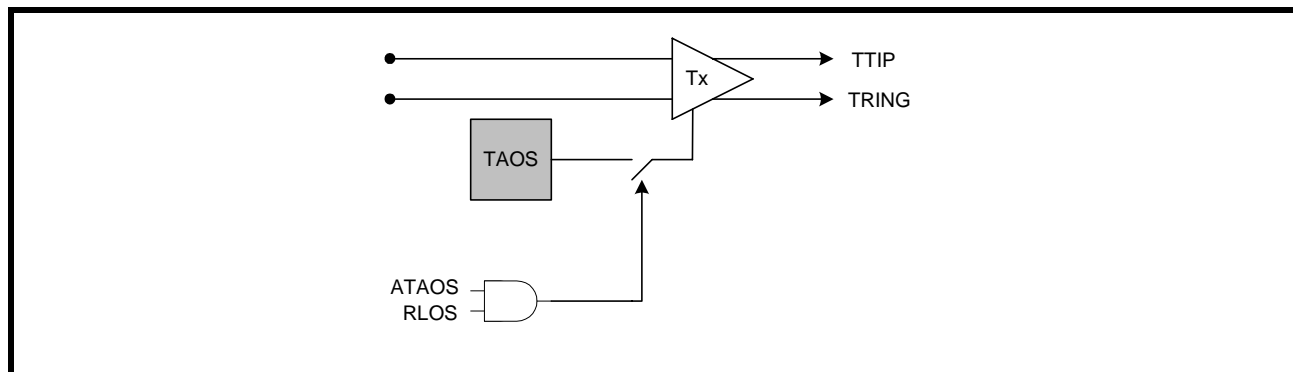 TTIP
Tx
TRING
TAOS
ATAOS
RLOS